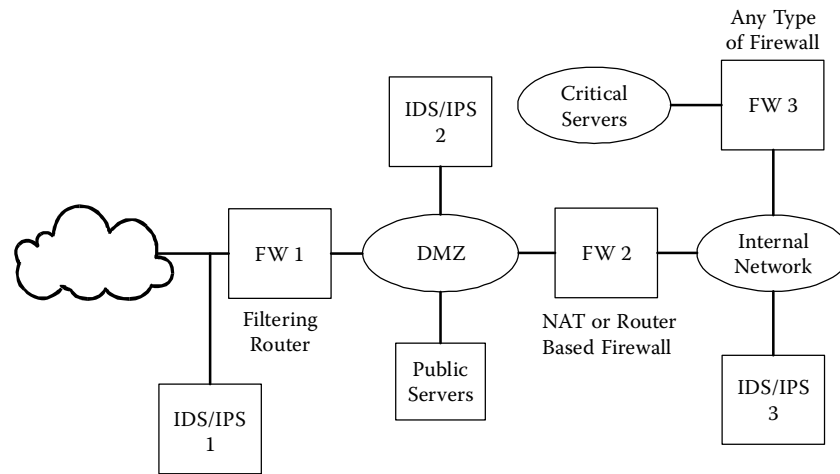 Any Type
of Firewall
IDS/IPS
2
Critical
Servers
FW 3
FW 1
DMZ
FW 2
Internal
Network
Filtering
Router
NAT or Router
Based Firewall
Public
Servers
IDS/IPS
1
IDS/IPS
3